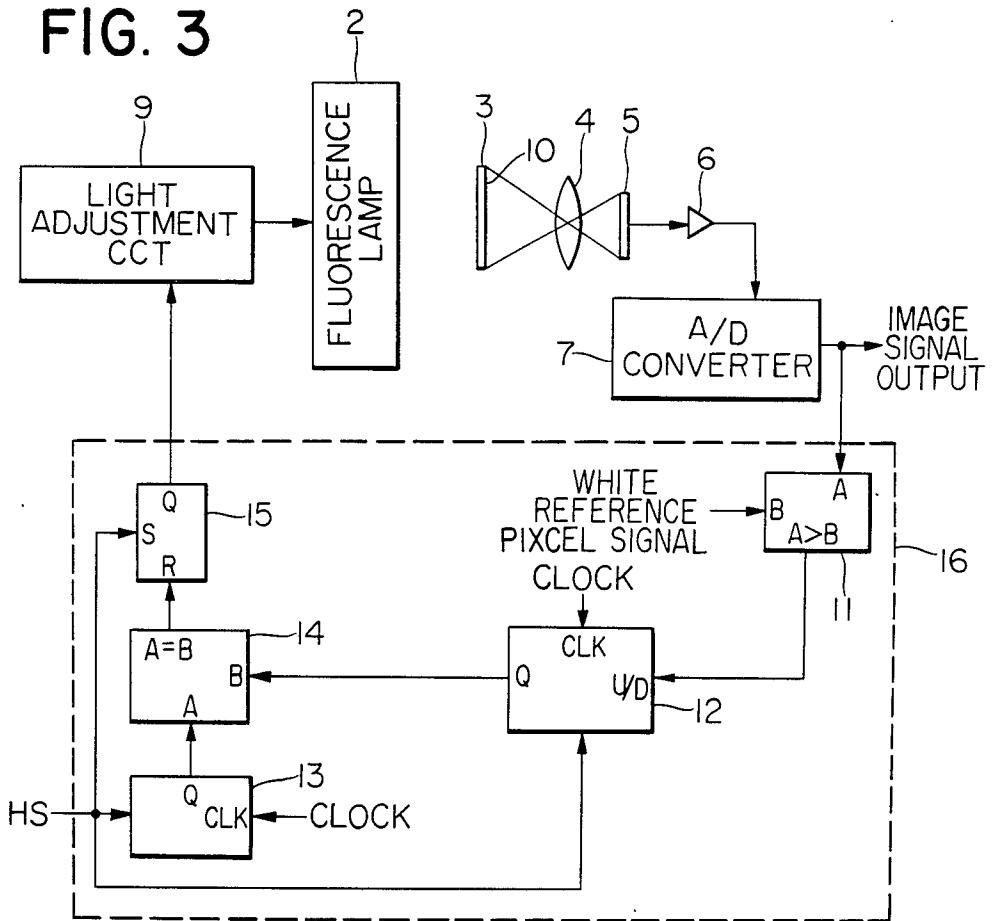 FIG. 3
2
9
3
10
4
5
6
LIGHT
ADJUSTMENT
CCT
FLUORESCENCE
LAMP
7
A/D
CONVERTER
IMAGE
SIGNAL
OUTPUT
Q
S
R
15
WHITE
REFERENCE
PIXCEL SIGNAL
CLOCK
B
A
A>B
11
16
A=B
B
A
14
CLK
Q
U/D
12
HS
Q
CLK
13
CLOCK